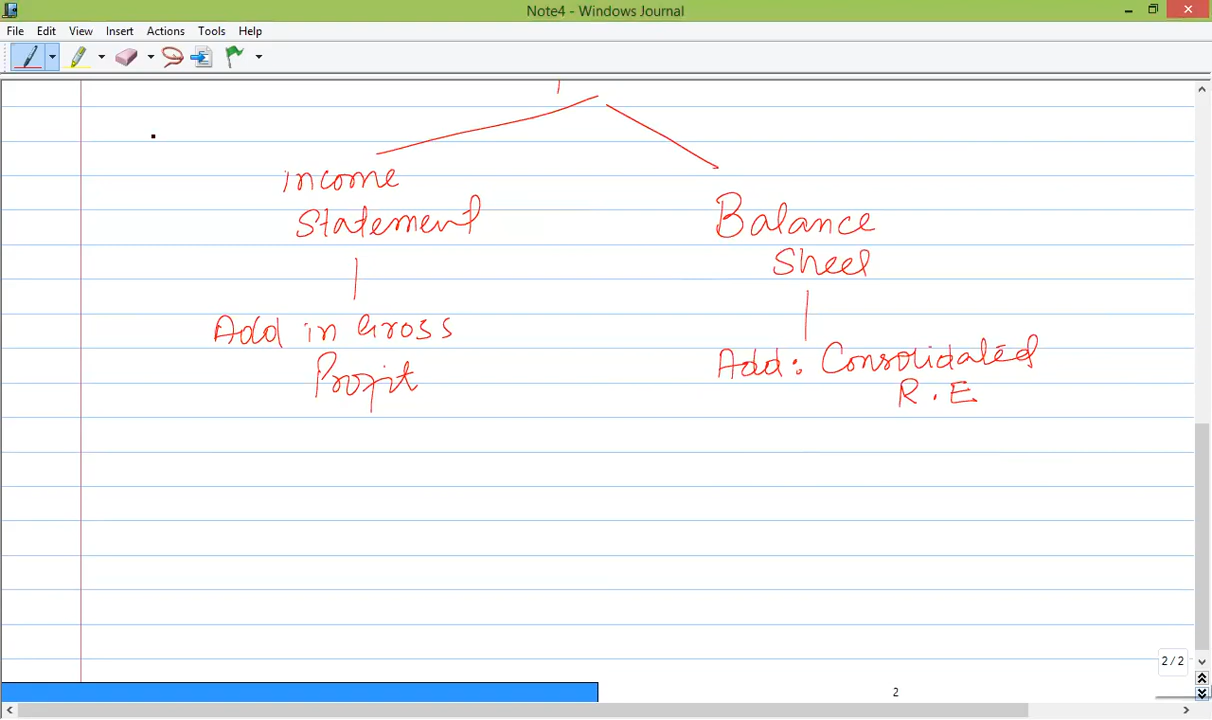 Note4 - Windows Journal
File Edit View Insert Actions Tools Help
Income
Statement
Balance
Sheet
Add in Gross
Profit
Add: Consolidated
R.E
2 / 2
2